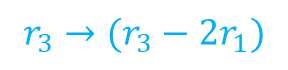 r₃ → (r₃ − 2r₁)